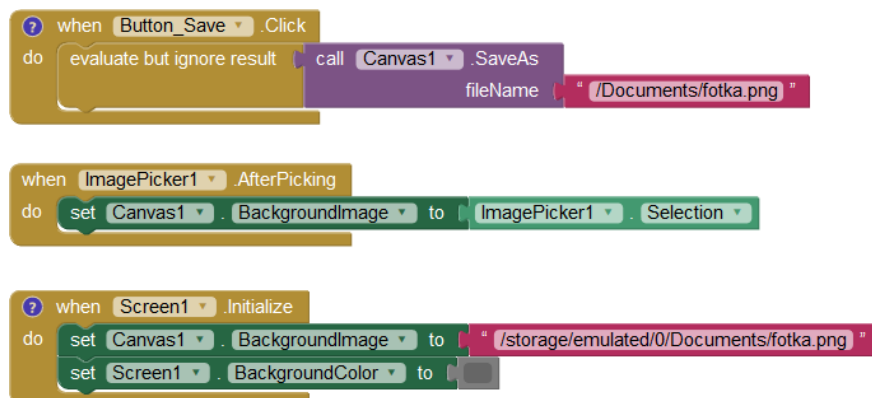 ? when Button_Save .Click
do evaluate but ignore result call Canvas1 .SaveAs
fileName " /Documents/fotka.png "
when ImagePicker1 .AfterPicking
do set Canvas1 . BackgroundImage to ImagePicker1 . Selection
? when Screen1 .Initialize
do set Canvas1 . BackgroundImage to " /storage/emulated/0/Documents/fotka.png "
set Screen1 . BackgroundColor to